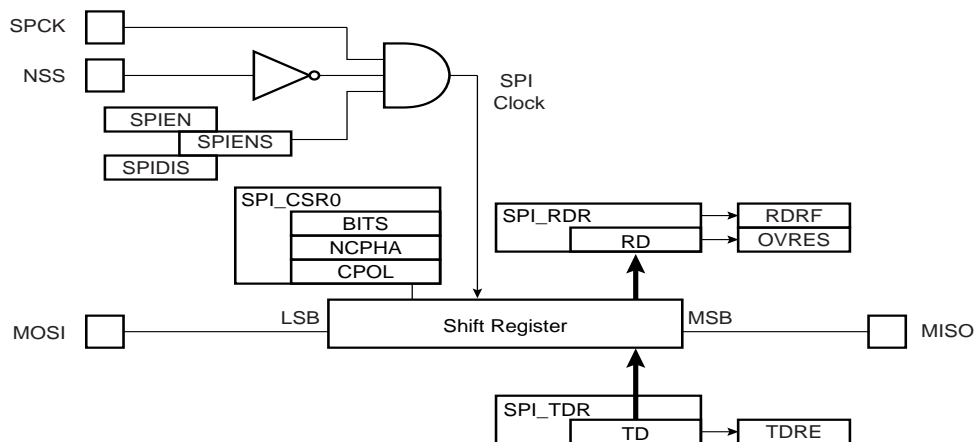 SPCK
NSS
SPI
Clock
SPIEN
SPIENS
SPIDIS
SPI_CSR0
BITS
NCPHA
CPOL
SPI_RDR
RD
RDRF
OVRES
MOSI
LSB
Shift Register
MSB
MISO
SPI_TDR
TD
TDRE